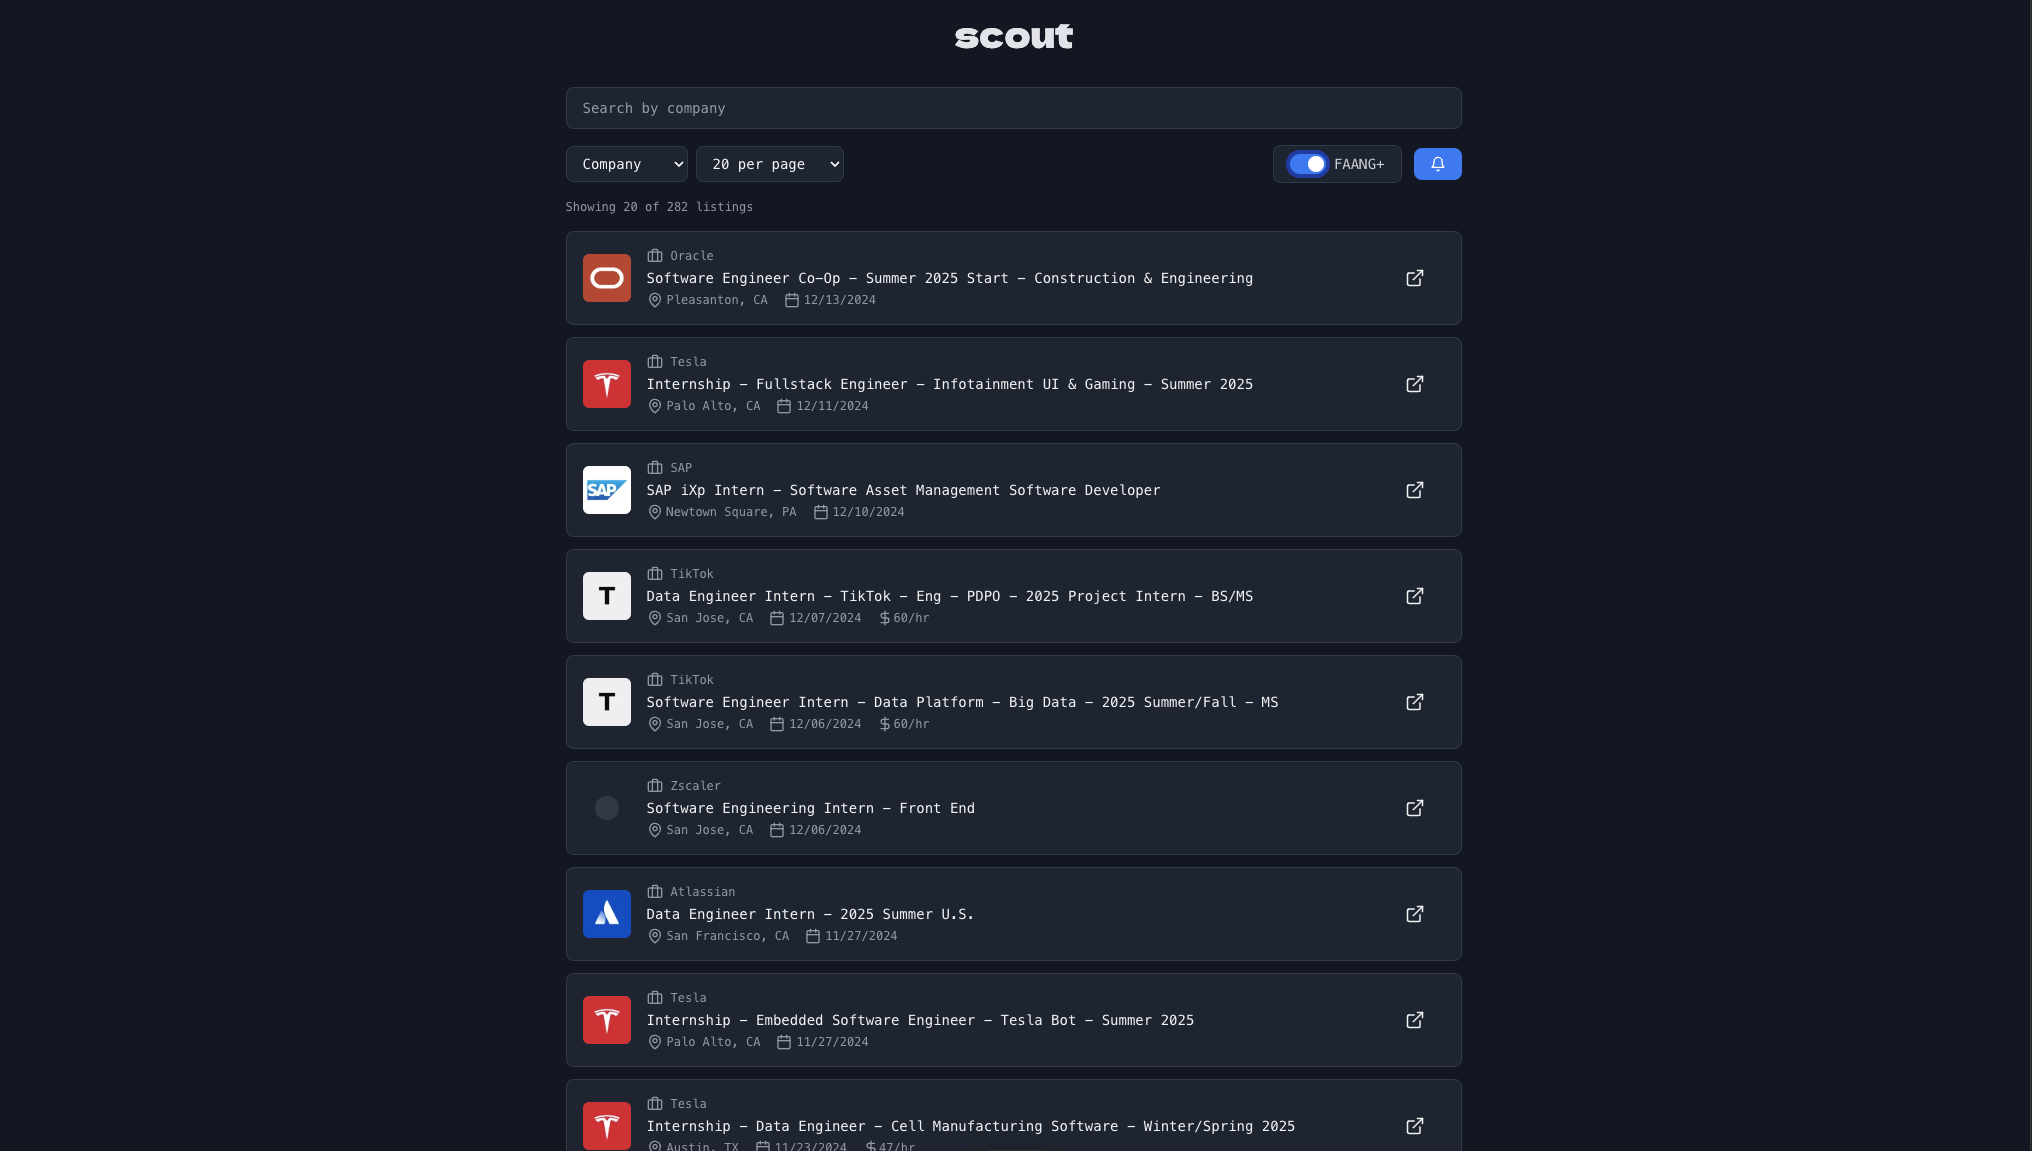 scout
Search by company
Company 20 per page FAANG+
Showing 20 of 282 listings
Oracle
Software Engineer Co-Op - Summer 2025 Start - Construction & Engineering
Pleasanton, CA 12/13/2024
Tesla
Internship - Fullstack Engineer - Infotainment UI & Gaming - Summer 2025
Palo Alto, CA 12/11/2024
SAP
SAP
SAP iXp Intern - Software Asset Management Software Developer
Newtown Square, PA 12/10/2024
TikTok
T
Data Engineer Intern - TikTok - Eng - PDPO - 2025 Project Intern - BS/MS
San Jose, CA 12/07/2024 $60/hr
TikTok
T
Software Engineer Intern - Data Platform - Big Data - 2025 Summer/Fall - MS
San Jose, CA 12/06/2024 $60/hr
Zscaler
Software Engineering Intern - Front End
San Jose, CA 12/06/2024
Atlassian
Data Engineer Intern - 2025 Summer U.S.
San Francisco, CA 11/27/2024
Tesla
Internship - Embedded Software Engineer - Tesla Bot - Summer 2025
Palo Alto, CA 11/27/2024
Tesla
Internship - Data Engineer - Cell Manufacturing Software - Winter/Spring 2025
Austin, TX 11/23/2024 $47/hr